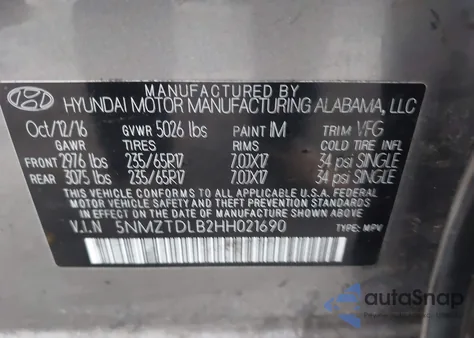 MANUFACTURED BY
HYUNDAI MOTOR MANUFACTURING ALABAMA, LLC
Oct/12/16 GVWR 5026 lbs PAINT IM TRIM VFG
GAWR TIRES RIMS COLD TIRE INFL
FRONT 2976 lbs 235/65R17 7.0JX17 34 psi SINGLE
REAR 3075 lbs 235/65R17 7.0JX17 34 psi SINGLE
THIS VEHICLE CONFORMS TO ALL APPLICABLE U.S.A. FEDERAL
MOTOR VEHICLE SAFETY AND THEFT PREVENTION STANDARDS
IN EFFECT ON THE DATE OF MANUFACTURE SHOWN ABOVE.
V.I.N 5NMZTDLB2HH021690 TYPE: MPV
autoSnap